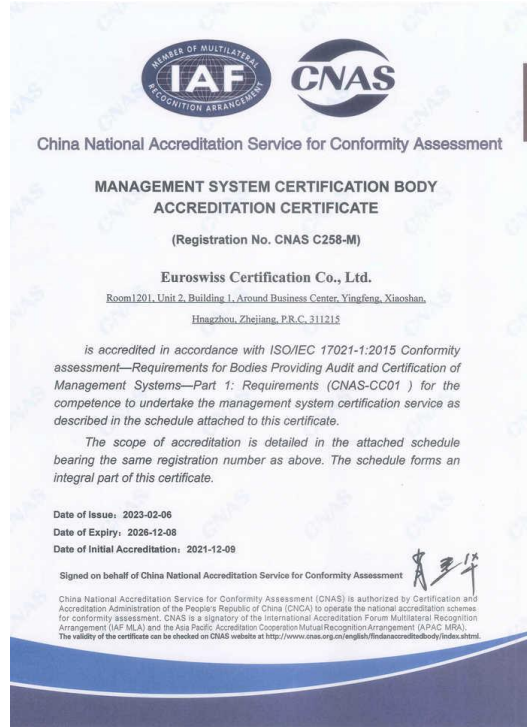 MEMBER OF MULTILATERAL
IAF
RECOGNITION ARRANGEMENT
CNAS
China National Accreditation Service for Conformity Assessment
MANAGEMENT SYSTEM CERTIFICATION BODY
ACCREDITATION CERTIFICATE
(Registration No. CNAS C258-M)
Euroswiss Certification Co., Ltd.
Room1201, Unit 2, Building 1, Around Business Center, Yingfeng, Xiaoshan,
Hnagzhou, Zhejiang, P.R.C, 311215
is accredited in accordance with ISO/IEC 17021-1:2015 Conformity
assessment—Requirements for Bodies Providing Audit and Certification of
Management Systems—Part 1: Requirements (CNAS-CC01 ) for the
competence to undertake the management system certification service as
described in the schedule attached to this certificate.
The scope of accreditation is detailed in the attached schedule
bearing the same registration number as above. The schedule forms an
integral part of this certificate.
Date of Issue: 2023-02-06
Date of Expiry: 2026-12-08
Date of Initial Accreditation: 2021-12-09
Signed on behalf of China National Accreditation Service for Conformity Assessment
China National Accreditation Service for Conformity Assessment (CNAS) is authorized by Certification and
Accreditation Administration of the People's Republic of China (CNCA) to operate the national accreditation schemes
for conformity assessment. CNAS is a signatory of the International Accreditation Forum Multilateral Recognition
Arrangement (IAF MLA) and the Asia Pacific Accreditation Cooperation Mutual Recognition Arrangement (APAC MRA).
The validity of the certificate can be checked on CNAS website at http://www.cnas.org.cn/english/findanaccreditedbody/index.shtml.